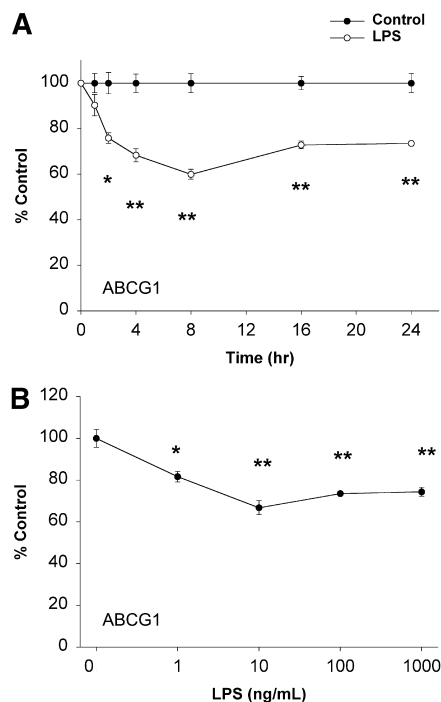 A
Control
LPS
100
80
60
40
20
0
% Control
*
**
**
**
**
ABCG1
0 4 8 12 16 20 24
Time (hr)
B
120
100
80
60
40
20
0
% Control
*
**
**
**
ABCG1
0 1 10 100 1000
LPS (ng/mL)